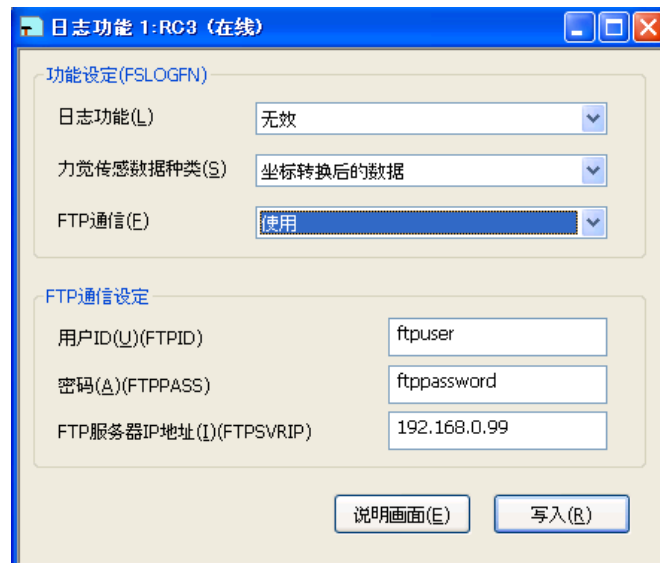 日志功能 1:RC3 (在线)
功能设定(FSLOGFN)
日志功能(L) 无效
力觉传感数据种类(S) 坐标转换后的数据
FTP通信(F) 使用
FTP通信设定
用户ID(U)(FTPID) ftpuser
密码(A)(FTPPASS) ftppassword
FTP服务器IP地址(I)(FTPSVRIP) 192.168.0.99
说明画面(E) 写入(R)